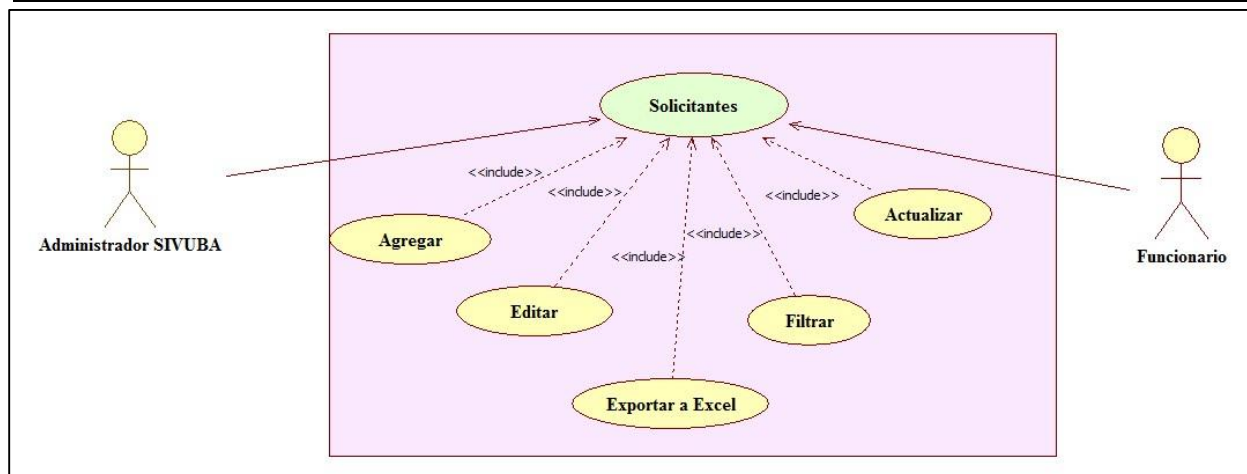 Solicitantes
<<include>>
<<include>>
<<include>>
<<include>>
<<include>>
Agregar
Actualizar
Administrador SIVUBA
Funcionario
Editar
Filtrar
Exportar a Excel